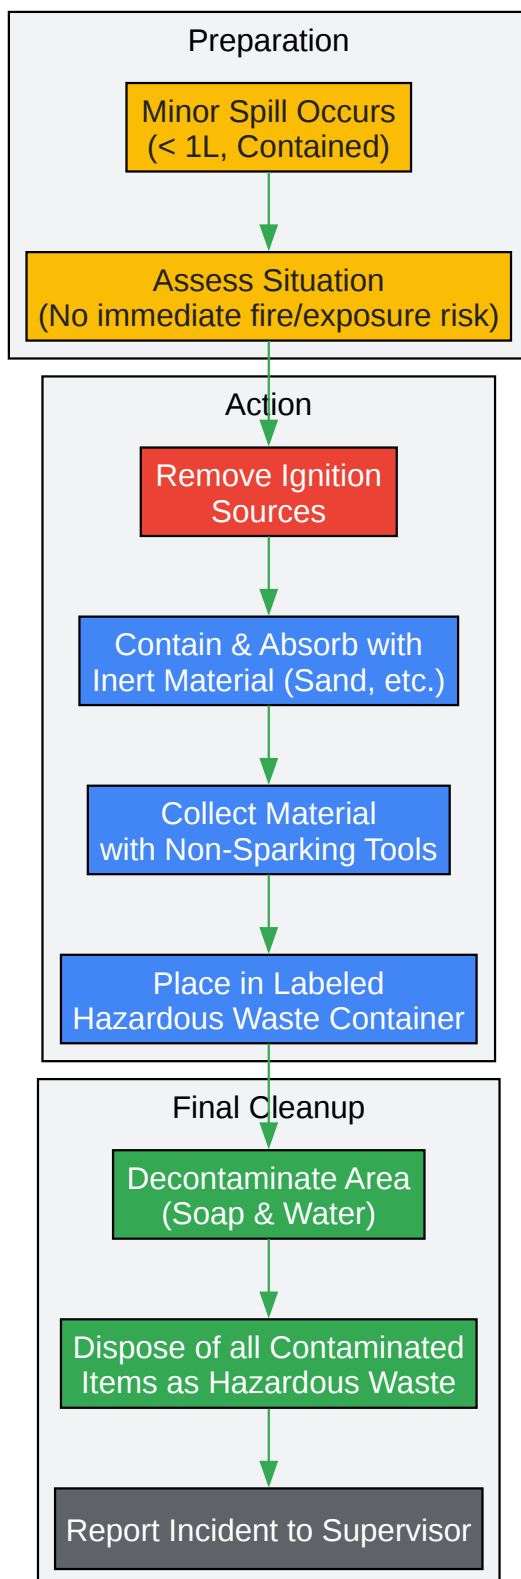 Preparation
Minor Spill Occurs
(< 1L, Contained)
Assess Situation
(No immediate fire/exposure risk)
Action
Remove Ignition
Sources
Contain & Absorb with
Inert Material (Sand, etc.)
Collect Material
with Non-Sparking Tools
Place in Labeled
Hazardous Waste Container
Final Cleanup
Decontaminate Area
(Soap & Water)
Dispose of all Contaminated
Items as Hazardous Waste
Report Incident to Supervisor